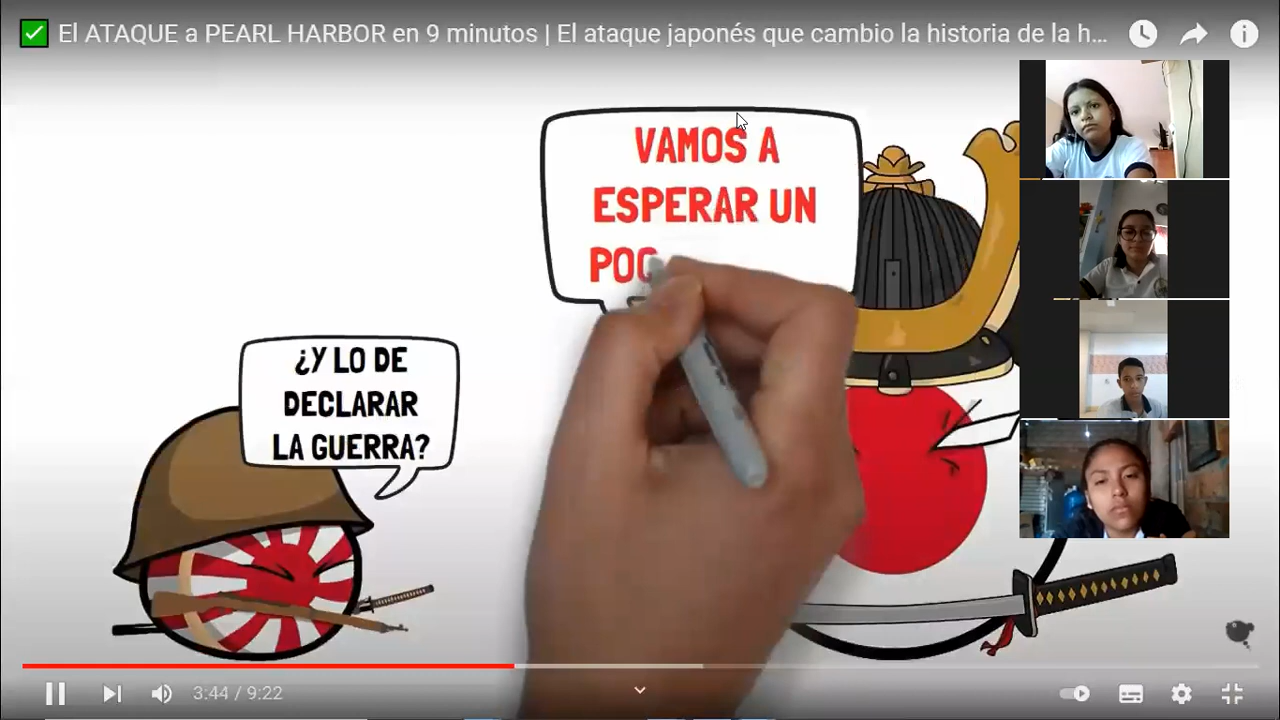 El ATAQUE a PEARL HARBOR en 9 minutos | El ataque japonés que cambio la historia de la h...
VAMOS A
ESPERAR UN
POC
¿Y LO DE
DECLARAR
LA GUERRA?
3:44 / 9:22